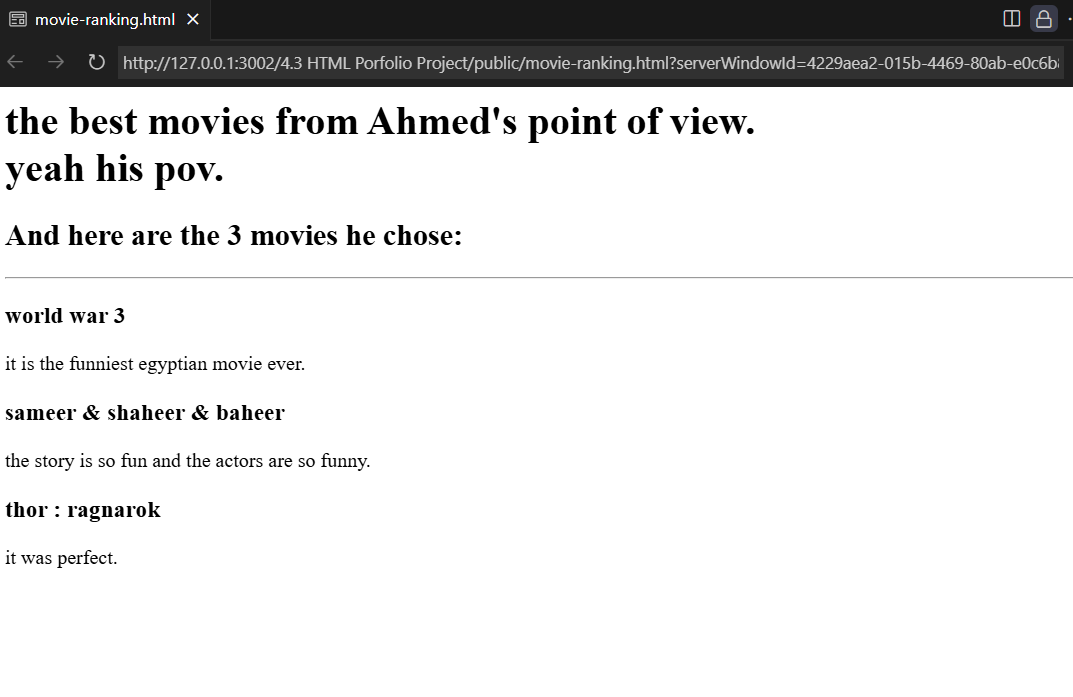 movie-ranking.html
http://127.0.0.1:3002/4.3 HTML Porfolio Project/public/movie-ranking.html?serverWindowId=4229aea2-015b-4469-80ab-e0c6b
the best movies from Ahmed's point of view.
yeah his pov.
And here are the 3 movies he chose:
world war 3
it is the funniest egyptian movie ever.
sameer & shaheer & baheer
the story is so fun and the actors are so funny.
thor : ragnarok
it was perfect.